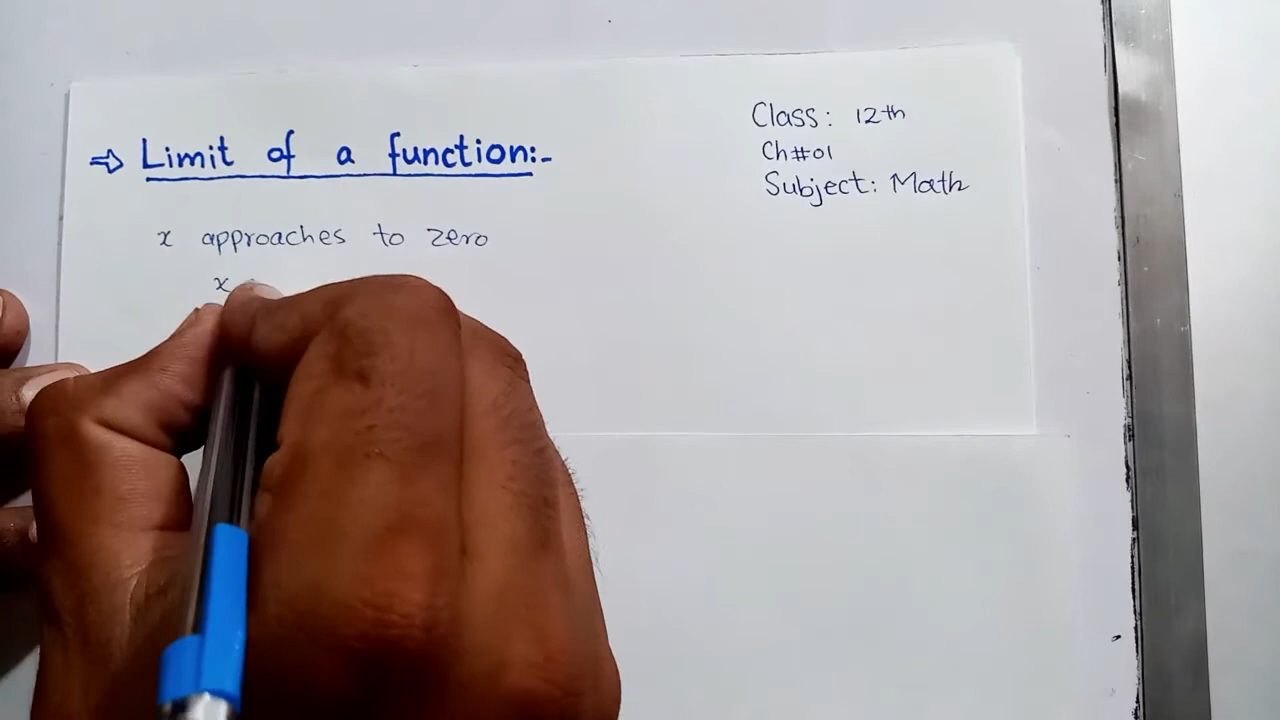 ⇒ Limit of a function:-
Class: 12th
Ch#01
Subject: Math
x approaches to zero
x